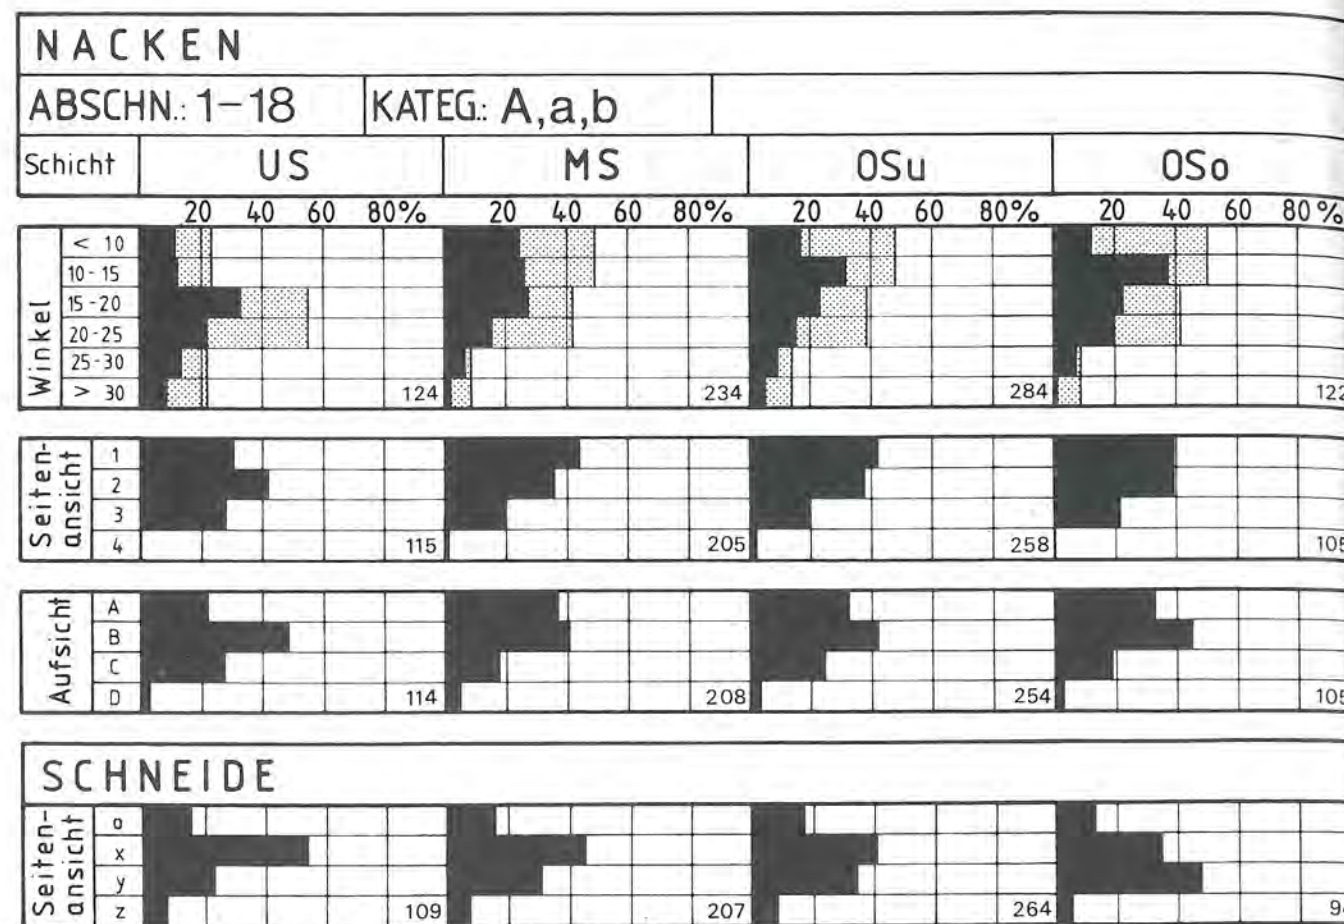 NACKEN
ABSCHN.: 1-18 KATEG.: A,a,b
Schicht US MS OSu OSo
20 40 60 80% 20 40 60 80% 20 40 60 80% 20 40 60 80%
Winkel
< 10
10-15
15-20
20-25
25-30
> 30 124 234 284 122
Seiten-
ansicht
1
2
3
4 115 205 258 105
Aufsicht
A
B
C
D 114 208 254 105
SCHNEIDE
Seiten-
ansicht
o
x
y
z 109 207 264